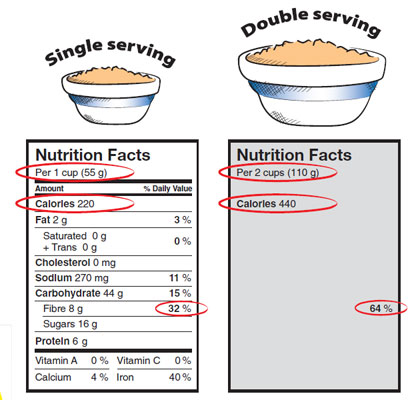 Single serving
Double serving
Nutrition Facts
Per 1 cup (55 g)
Amount % Daily Value
Calories 220
Fat 2 g 3 %
Saturated 0 g
+ Trans 0 g 0 %
Cholesterol 0 mg
Sodium 270 mg 11 %
Carbohydrate 44 g 15 %
Fibre 8 g 32 %
Sugars 16 g
Protein 6 g
Vitamin A 0 % Vitamin C 0 %
Calcium 4 % Iron 40 %
Nutrition Facts
Per 2 cups (110 g)
Calories 440
64 %